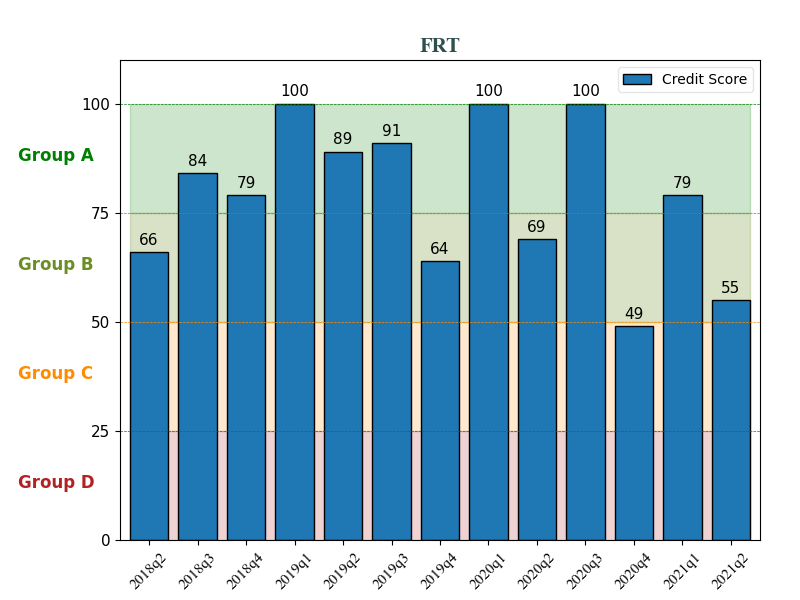 FRT
Credit Score
100
75
50
25
0
Group A
Group B
Group C
Group D
66
84
79
100
89
91
64
100
69
100
49
79
55
2018q2
2018q3
2018q4
2019q1
2019q2
2019q3
2019q4
2020q1
2020q2
2020q3
2020q4
2021q1
2021q2